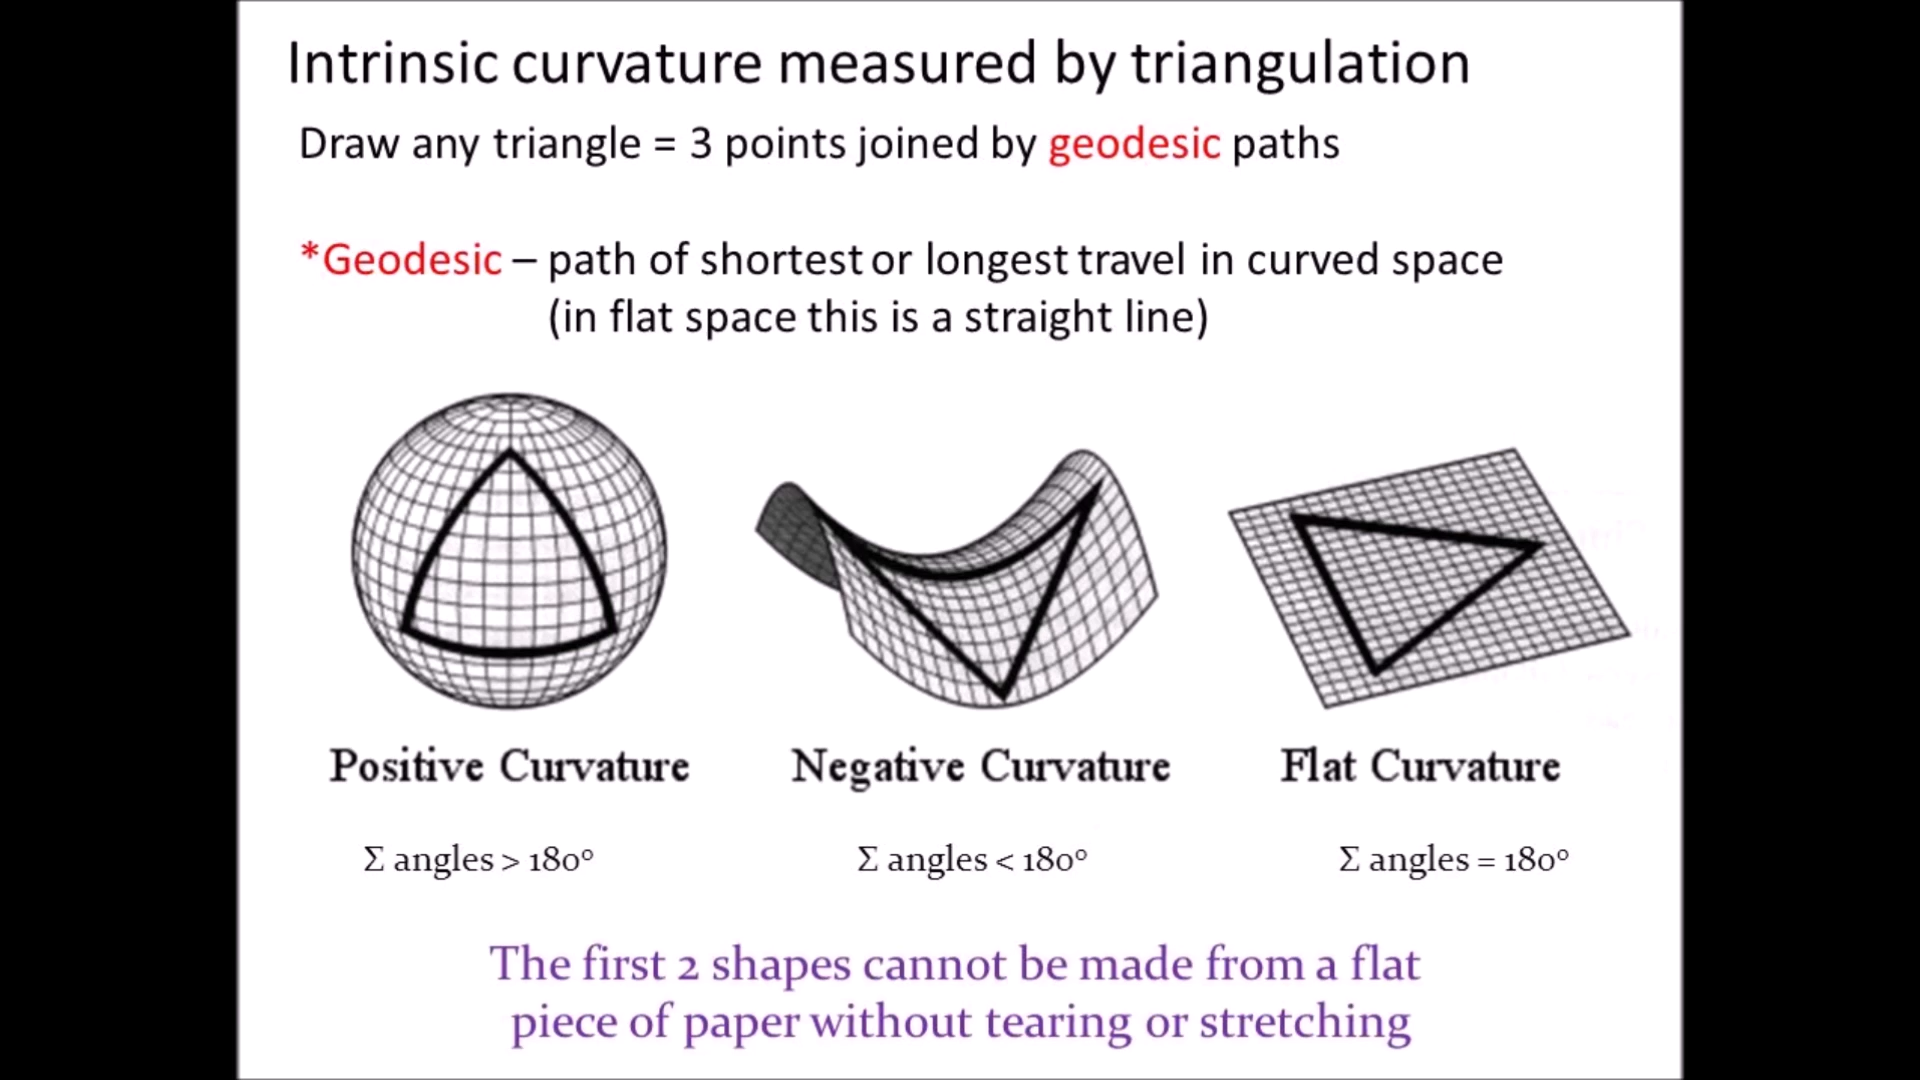 Intrinsic curvature measured by triangulation
Draw any triangle = 3 points joined by geodesic paths
*Geodesic – path of shortest or longest travel in curved space
(in flat space this is a straight line)
Positive Curvature
Negative Curvature
Flat Curvature
Σ angles > 180°
Σ angles < 180°
Σ angles = 180°
The first 2 shapes cannot be made from a flat
piece of paper without tearing or stretching